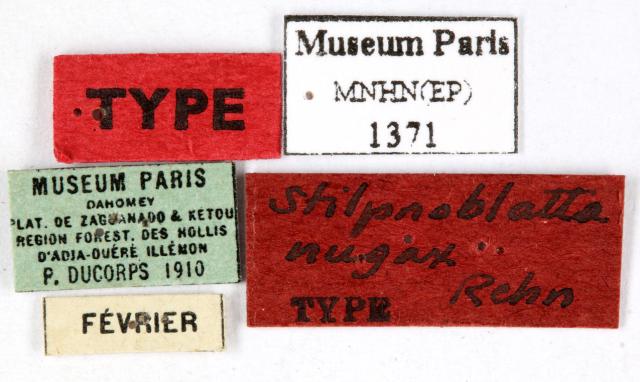 TYPE
Museum Paris
MNHN(EP)
1371
MUSEUM PARIS
DAHOMEY
PLAT. DE ZAGNANADO & KETOU
REGION FOREST. DES HOLLIS
D'ADJA-OUÉRÉ ILLÉMON
P. DUCORPS 1910
FÉVRIER
Stilpnoblatta
nugax
Rehn
TYPE